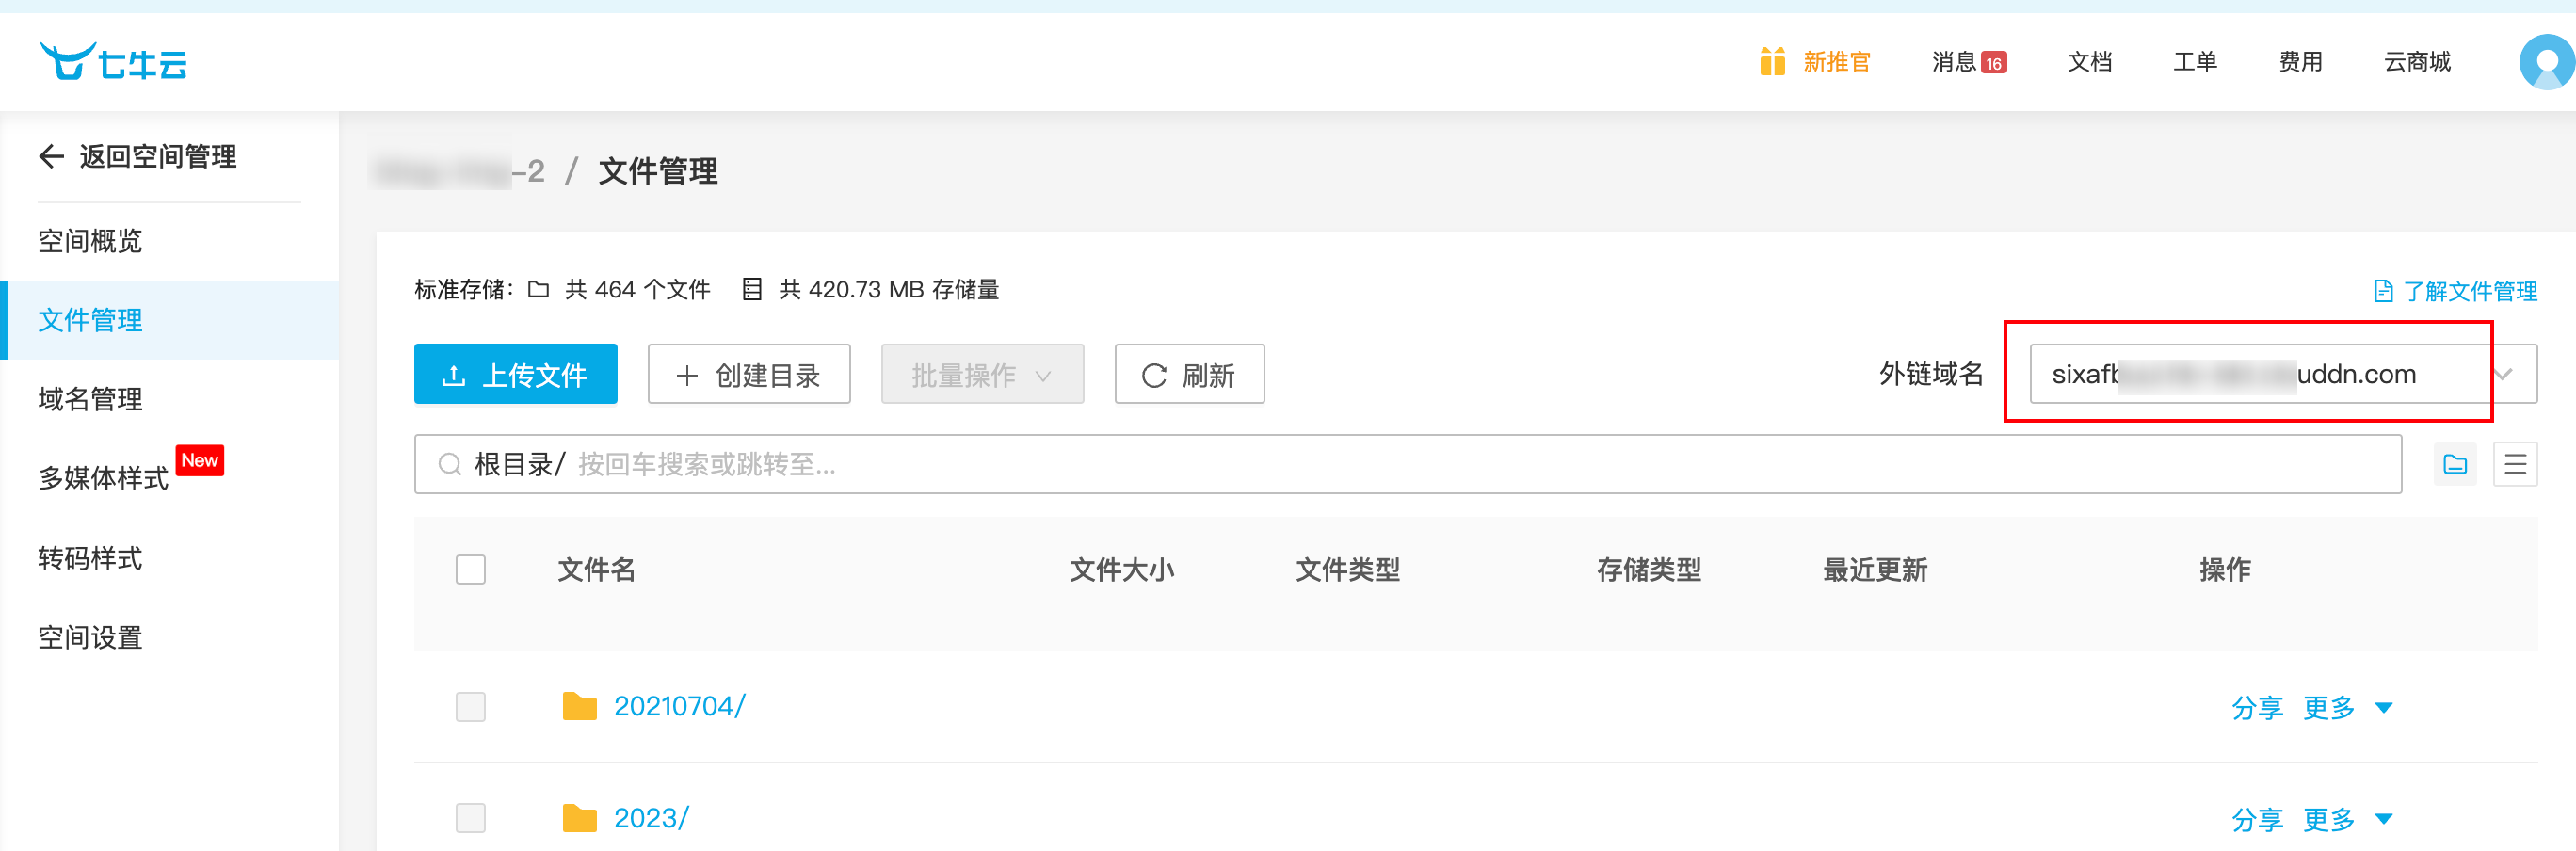 七牛云
新推官 消息 16 文档 工单 费用 云商城
返回空间管理
-2 / 文件管理
空间概览
文件管理
域名管理
多媒体样式 New
转码样式
空间设置
标准存储: 共 464 个文件 共 420.73 MB 存储量
了解文件管理
上传文件 创建目录 批量操作 刷新
外链域名 sixafb uddn.com
根目录/ 按回车搜索或跳转至...
文件名 文件大小 文件类型 存储类型 最近更新 操作
20210704/ 分享 更多
2023/ 分享 更多